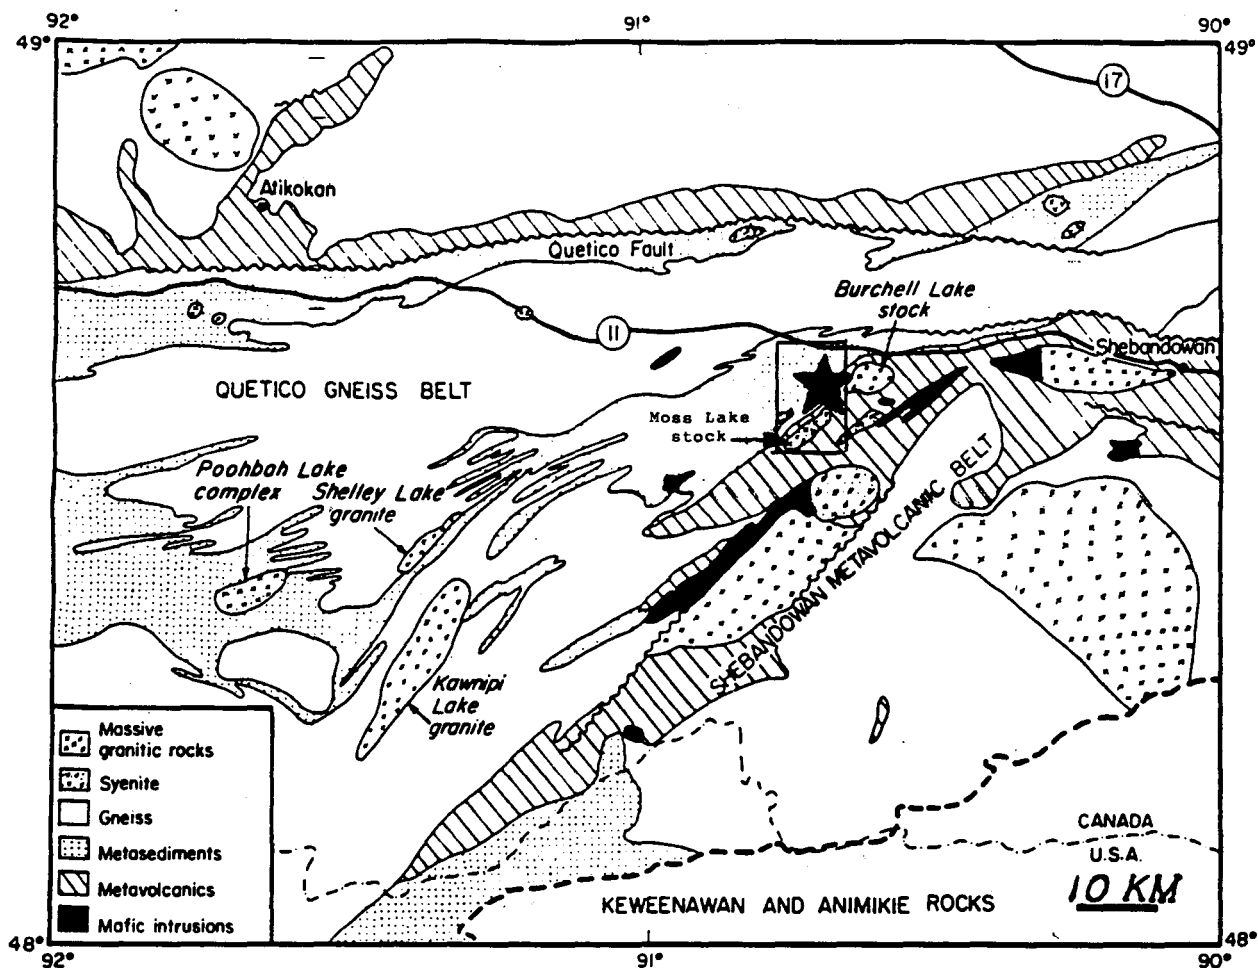 92°
91°
90°
49°
49°
17
Atikokan
Quetico Fault
Burchell Lake
stock
11
Shebandowan
QUETICO GNEISS BELT
Moss Lake
stock
Poohbah Lake
complex
Shelley Lake
granite
SHEBANDOWAN METAVOLCANIC BELT
Kawnipi
Lake
granite
Massive
granitic rocks
Syenite
Gneiss
Metasediments
Metavolcanics
Mafic intrusions
CANADA
U.S.A.
10 KM
KEWEENAWAN AND ANIMIKIE ROCKS
48°
48°
92°
91°
90°